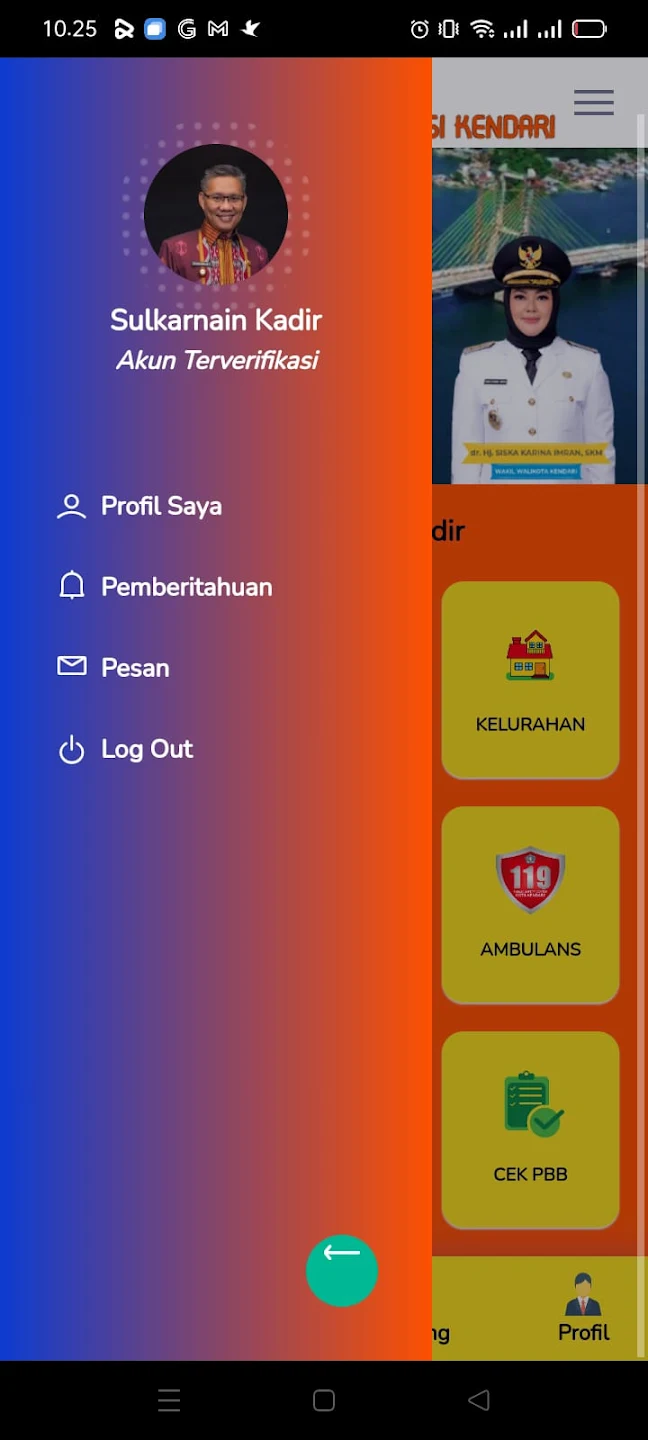 10.25
SI KENDARI
Sulkarnain Kadir
Akun Terverifikasi
dr. Hj. SISKA KARINA IMRAN, SKM
WAKIL WALIKOTA KENDARI
Profil Saya
dir
Pemberitahuan
Pesan
KELURAHAN
Log Out
119
AMBULANS
CEK PBB
ng
Profil